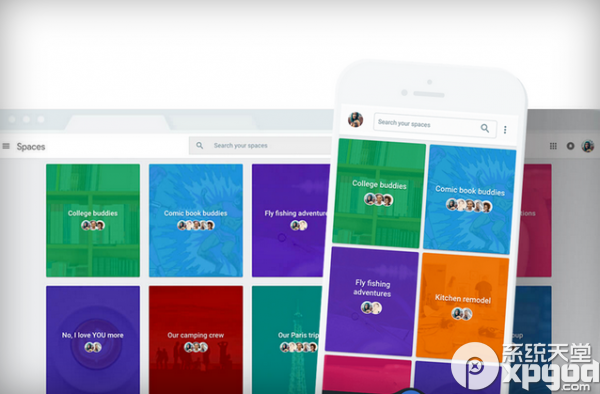 Spaces
Search your spaces
College buddies
Comic book buddies
Fly fishing adventures
No, I love YOU more
Our camping crew
Our Paris trip
Search your spaces
College buddies
Comic book buddies
Fly fishing
adventures
Kitchen remodel
系统天堂
xpgod.com